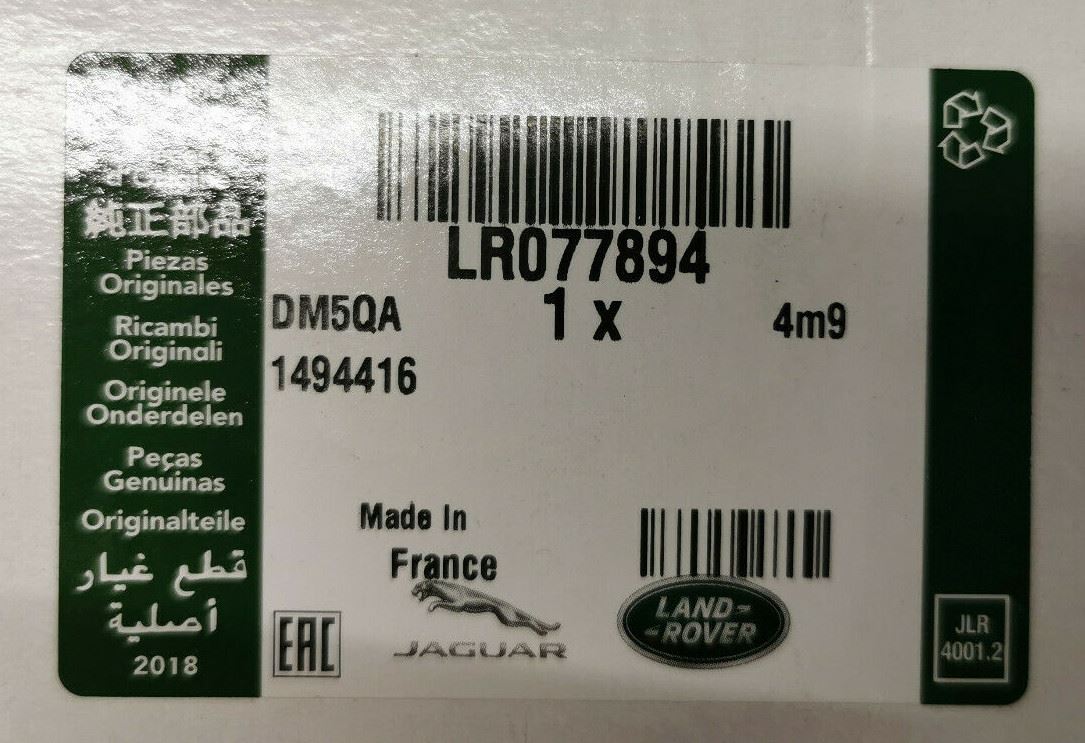 純正部品
Piezas
Originales
Ricambi
Originali
Originele
Onderdelen
Peças
Genuinas
Originalteile
قطع غيار
أصلية
2018
LR077894
DM5QA
1 x
4m9
1494416
Made In
France
EAC
JAGUAR
LAND-
-ROVER
JLR
4001.2